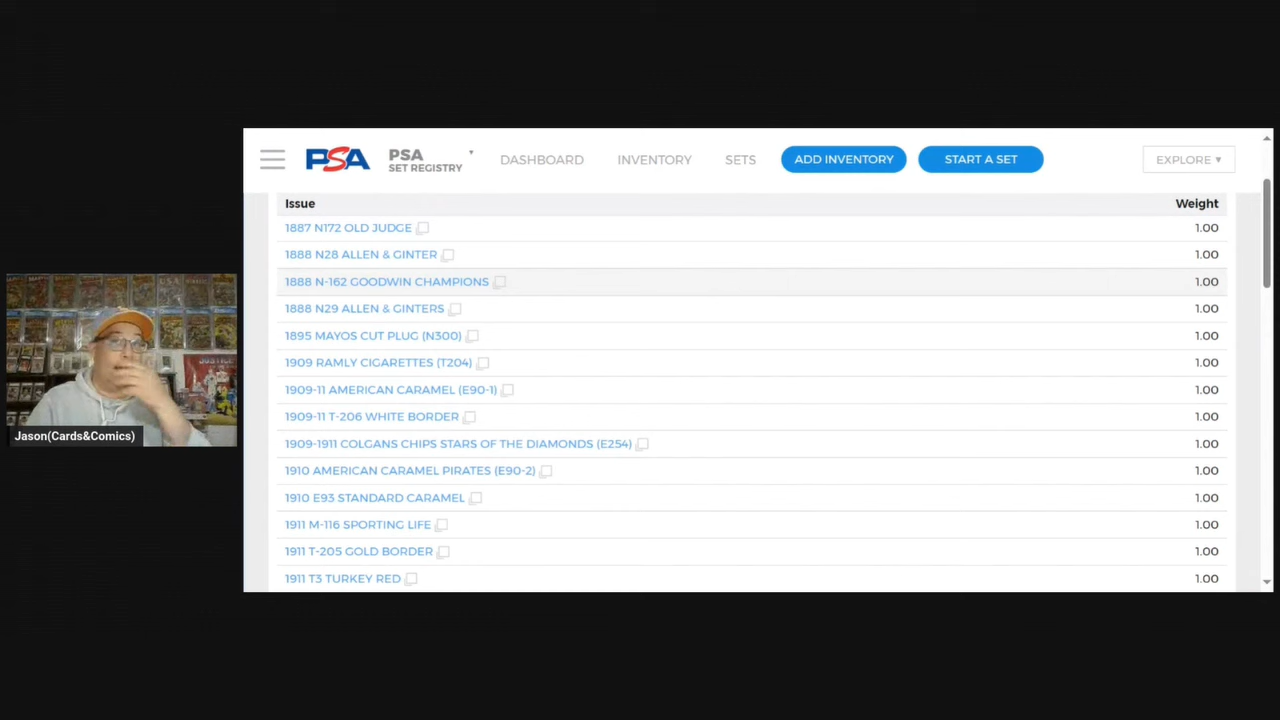 PSA
PSA
SET REGISTRY
DASHBOARD
INVENTORY
SETS
ADD INVENTORY
START A SET
EXPLORE
Issue Weight
1887 N172 OLD JUDGE 1.00
1888 N28 ALLEN & GINTER 1.00
1888 N-162 GOODWIN CHAMPIONS 1.00
1888 N29 ALLEN & GINTERS 1.00
1895 MAYOS CUT PLUG (N300) 1.00
1909 RAMLY CIGARETTES (T204) 1.00
1909-11 AMERICAN CARAMEL (E90-1) 1.00
1909-11 T-206 WHITE BORDER 1.00
1909-1911 COLGANS CHIPS STARS OF THE DIAMONDS (E254) 1.00
1910 AMERICAN CARAMEL PIRATES (E90-2) 1.00
1910 E93 STANDARD CARAMEL 1.00
1911 M-116 SPORTING LIFE 1.00
1911 T-205 GOLD BORDER 1.00
1911 T3 TURKEY RED 1.00
JUSTICE
Jason(Cards&Comics)